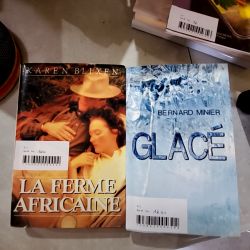 KAREN BLIXEN
LA FERME
AFRICAINE
BERNARD MINIER
GLACÉ